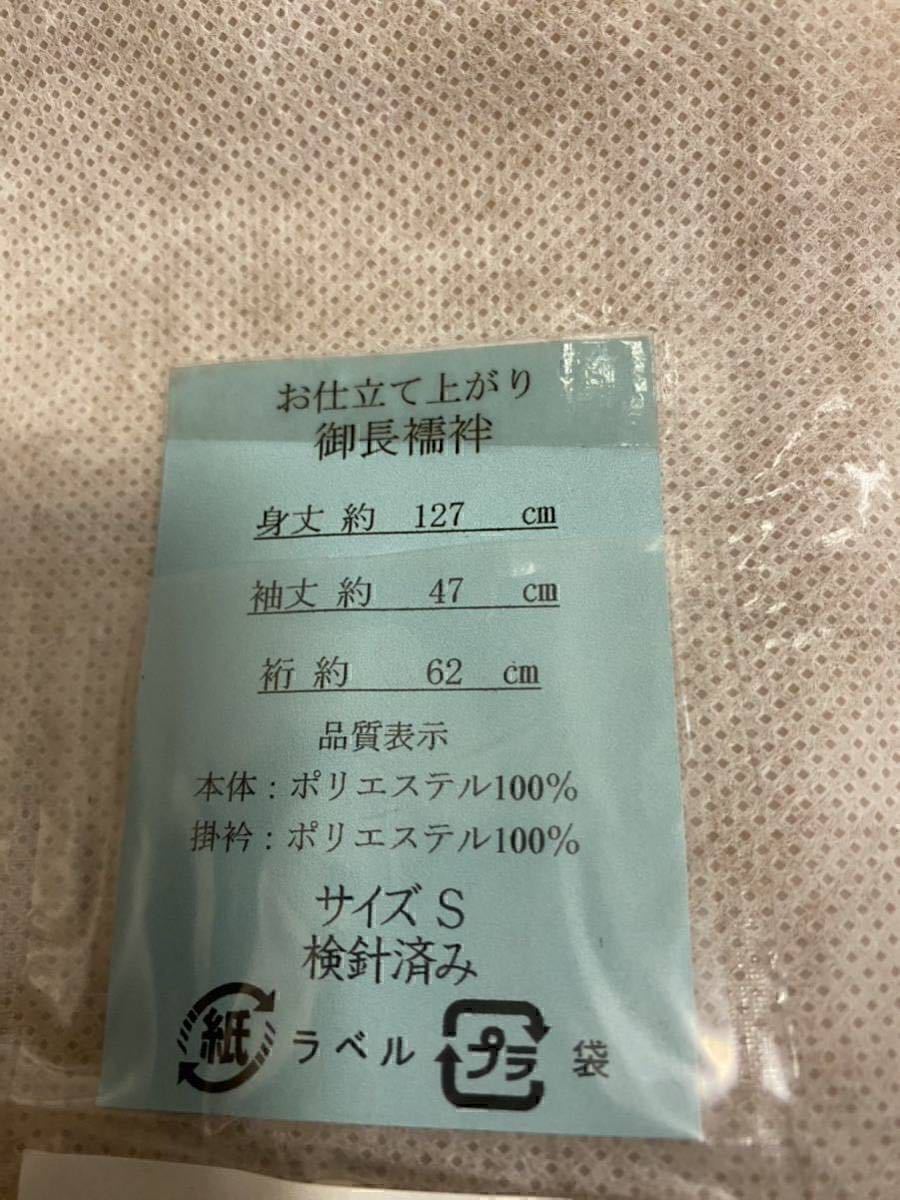 お仕立て上がり
御長襦袢
身丈 約 127 cm
袖丈 約 47 cm
裄 約 62 cm
品質表示
本体：ポリエステル100%
掛衿：ポリエステル100%
サイズ S
検針済み
紙 ラベル プラ 袋